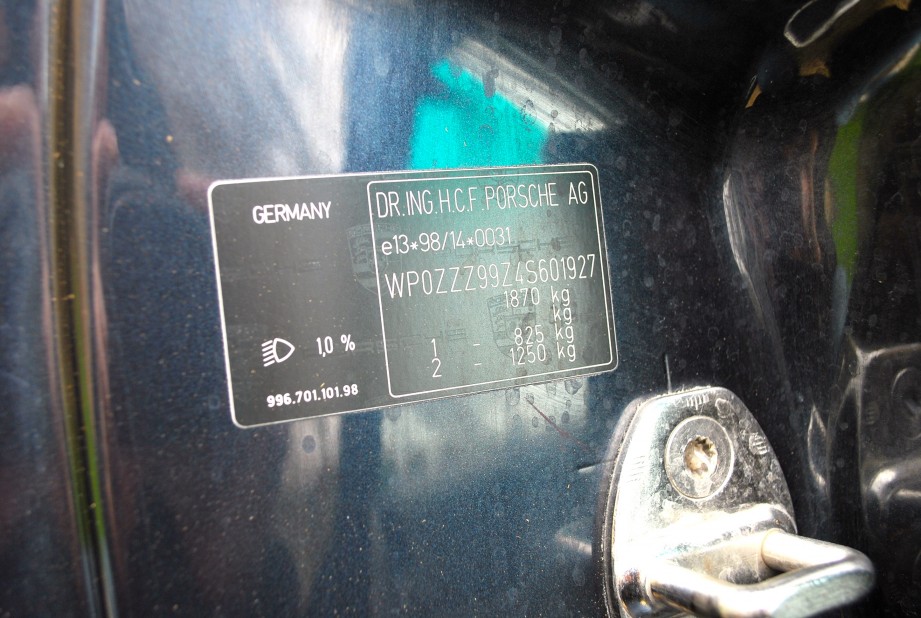 GERMANY
1,0 %
996.701.101.98
DR.ING.H.C.F.PORSCHE AG
e13*98/14*0031
WP0ZZZ99Z4S601927
1870 kg
kg
1 - 825 kg
2 - 1250 kg